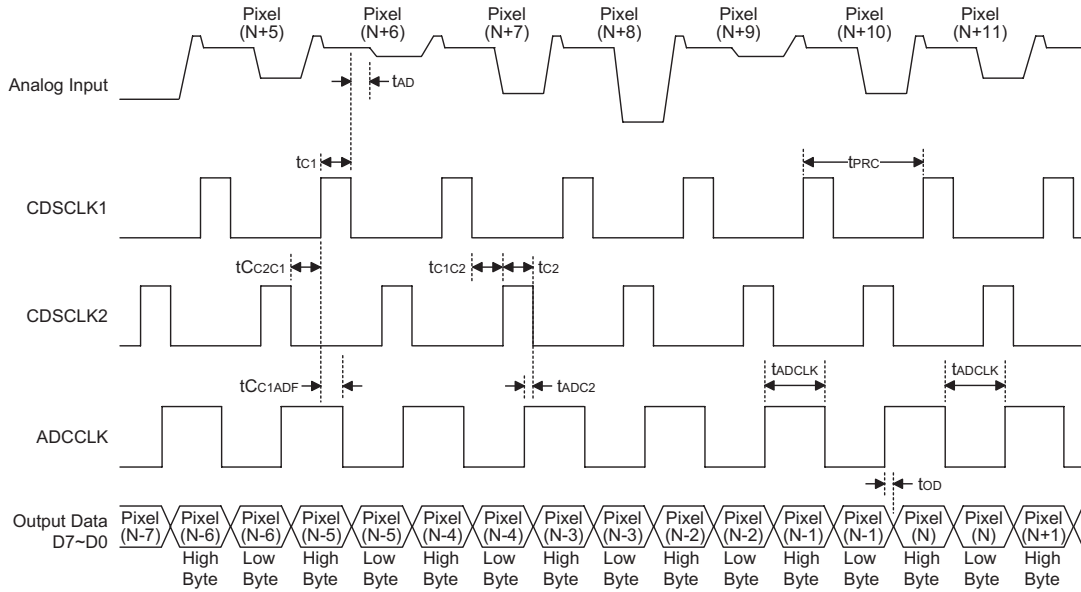 Pixel Pixel Pixel Pixel Pixel Pixel Pixel
(N+5) (N+6) (N+7) (N+8) (N+9) (N+10) (N+11)
Analog Input
tAD
tC1
tPRC
CDSCLK1
tCC2C1
tC1C2
tC2
CDSCLK2
tCC1ADF
tADC2
tADCLK
tADCLK
ADCCLK
tOD
Output Data
D7~D0
Pixel Pixel Pixel Pixel Pixel Pixel Pixel Pixel Pixel Pixel Pixel Pixel Pixel Pixel Pixel Pixel
(N-7) (N-6) (N-6) (N-5) (N-5) (N-4) (N-4) (N-3) (N-3) (N-2) (N-2) (N-1) (N-1) (N) (N) (N+1)
High Low High Low High Low High Low High Low High Low High Low High
Byte Byte Byte Byte Byte Byte Byte Byte Byte Byte Byte Byte Byte Byte Byte